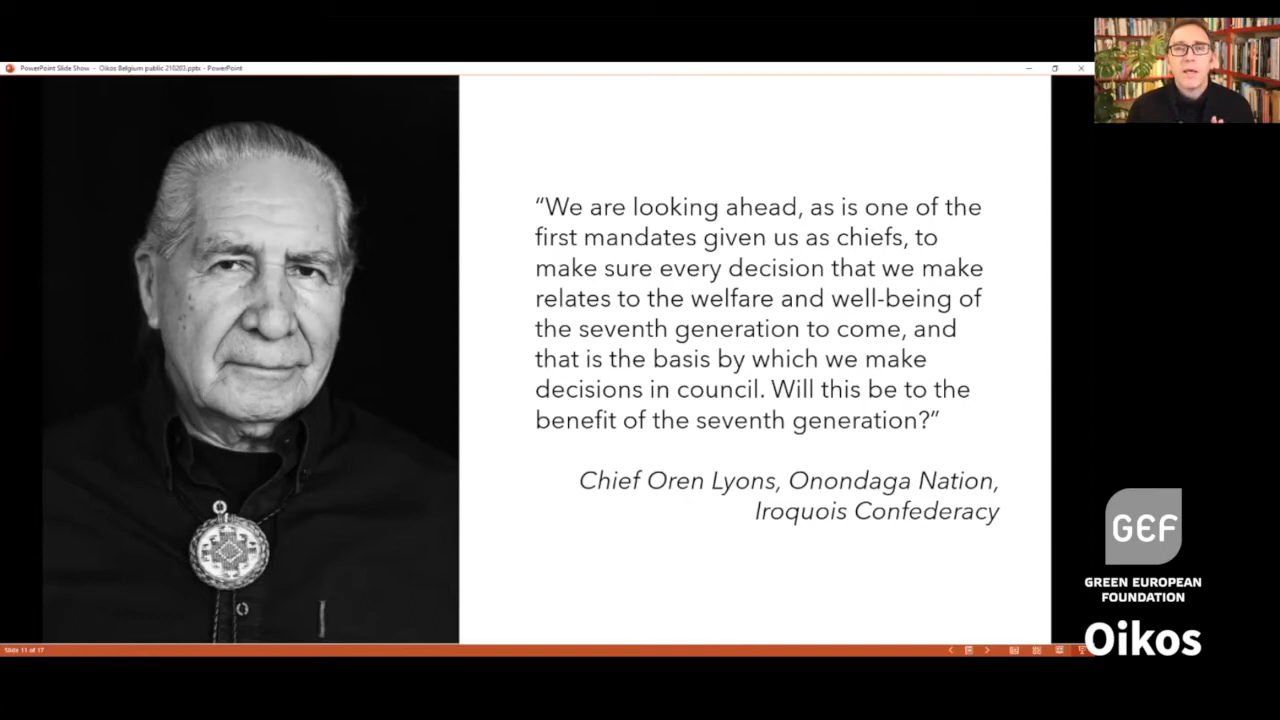 PowerPoint Slide Show - Oikos Belgium public 210203.pptx - PowerPoint
“We are looking ahead, as is one of the
first mandates given us as chiefs, to
make sure every decision that we make
relates to the welfare and well-being of
the seventh generation to come, and
that is the basis by which we make
decisions in council. Will this be to the
benefit of the seventh generation?”
Chief Oren Lyons, Onondaga Nation,
Iroquois Confederacy
GEF
GREEN EUROPEAN
FOUNDATION
Oikos
Slide 11 of 17